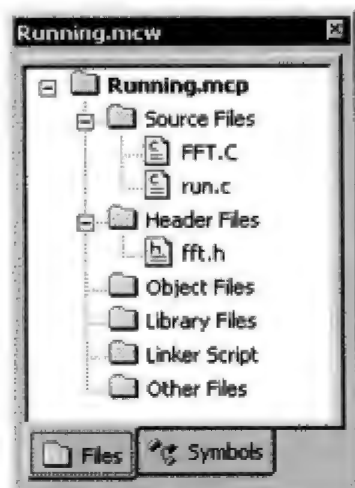 Running.mcw
Running.mcp
Source Files
FFT.C
run.c
Header Files
fft.h
Object Files
Library Files
Linker Script
Other Files
Files
Symbols